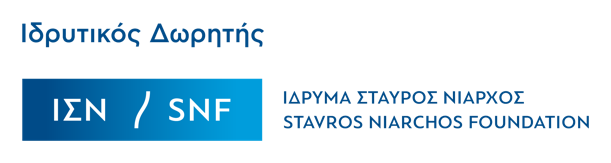 Ιδρυτικός Δωρητής
ΙΣΝ / SNF
ΙΔΡΥΜΑ ΣΤΑΥΡΟΣ ΝΙΑΡΧΟΣ
STAVROS NIARCHOS FOUNDATION